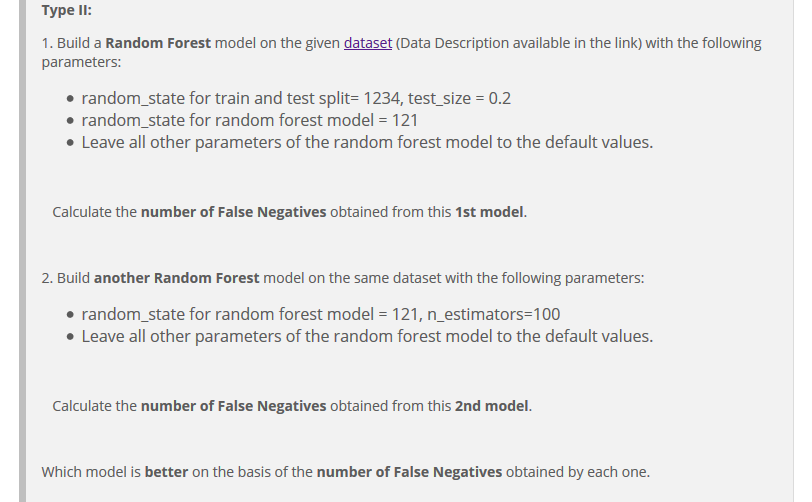 Type II:
1. Build a Random Forest model on the given dataset (Data Description available in the link) with the following
parameters:
• random_state for train and test split= 1234, test_size = 0.2
• random_state for random forest model = 121
• Leave all other parameters of the random forest model to the default values.
Calculate the number of False Negatives obtained from this 1st model.
2. Build another Random Forest model on the same dataset with the following parameters:
• random_state for random forest model = 121, n_estimators=100
• Leave all other parameters of the random forest model to the default values.
Calculate the number of False Negatives obtained from this 2nd model.
Which model is better on the basis of the number of False Negatives obtained by each one.